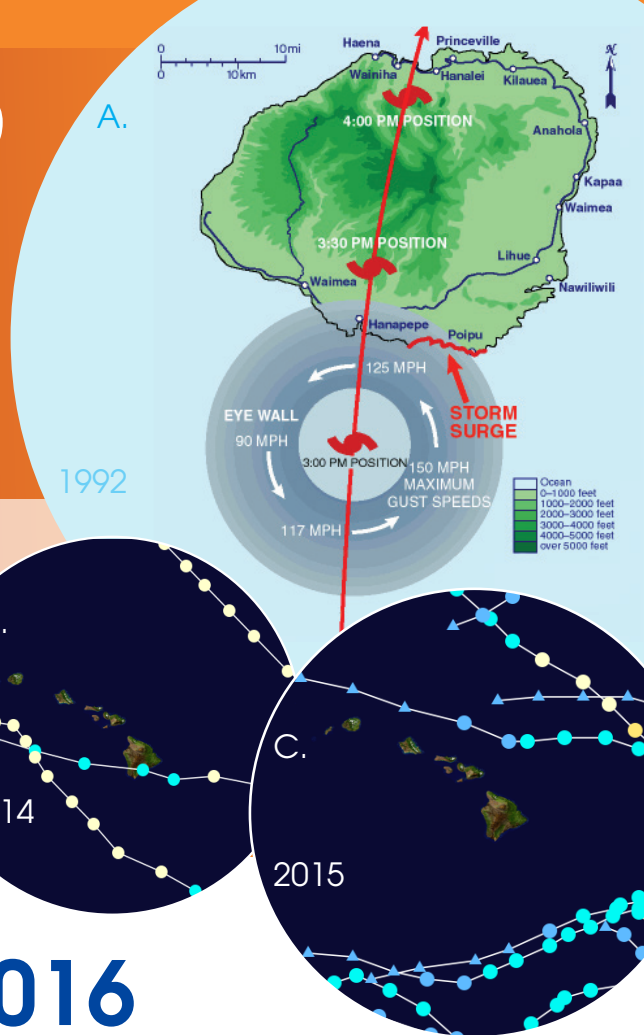 0
10mi
0
10km
A.
N
Haena
Princeville
Wainiha
Hanalei
Kilauea
4:00 PM POSITION
Anahola
Kapaa
Waimea
3:30 PM POSITION
Lihue
Waimea
Nawiliwili
Hanapepe
Poipu
125 MPH
STORM
SURGE
EYE WALL
90 MPH
3:00 PM POSITION
150 MPH
MAXIMUM
GUST SPEEDS
117 MPH
1992
Ocean
0–1000 feet
1000–2000 feet
2000–3000 feet
3000–4000 feet
4000–5000 feet
over 5000 feet
14
C.
2015
016